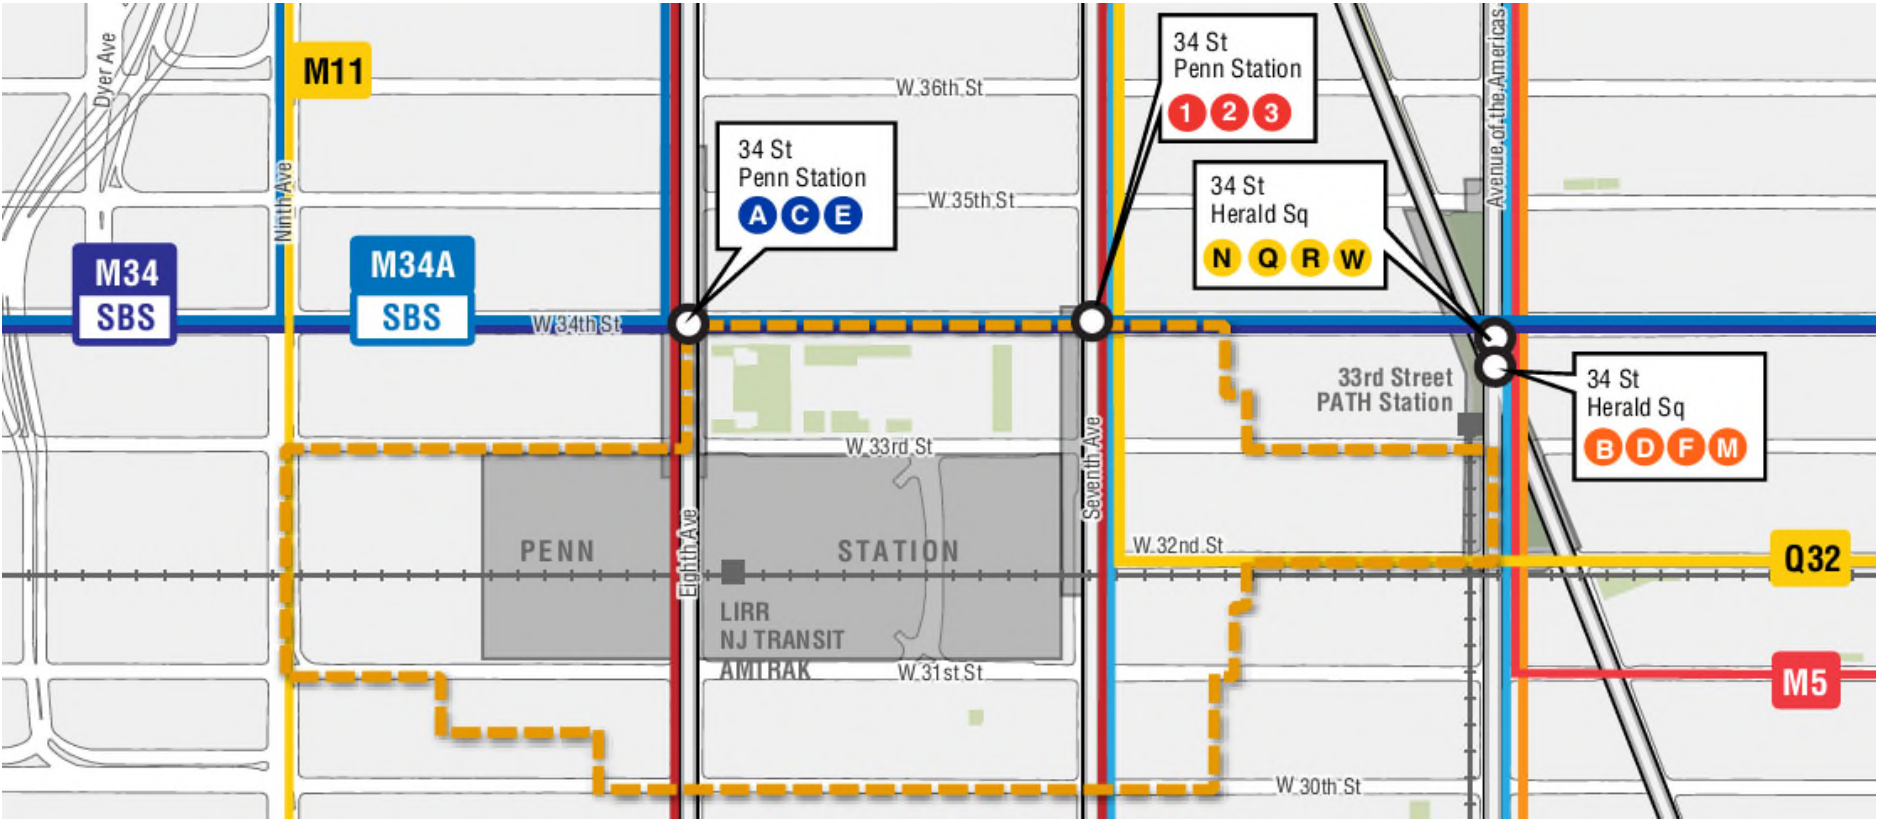 Dyer Ave
M11
Ninth Ave
M34
SBS
M34A
SBS
W 34th St
34 St
Penn Station
A C E
W 36th St
W 35th St
34 St
Penn Station
1 2 3
34 St
Herald Sq
N Q R W
Avenue of the Americas
33rd Street
PATH Station
34 St
Herald Sq
B D F M
W 33rd St
Seventh Ave
Eighth Ave
PENN STATION
LIRR
NJ TRANSIT
AMTRAK
W 32nd St
Q32
W 31st St
M5
W 30th St